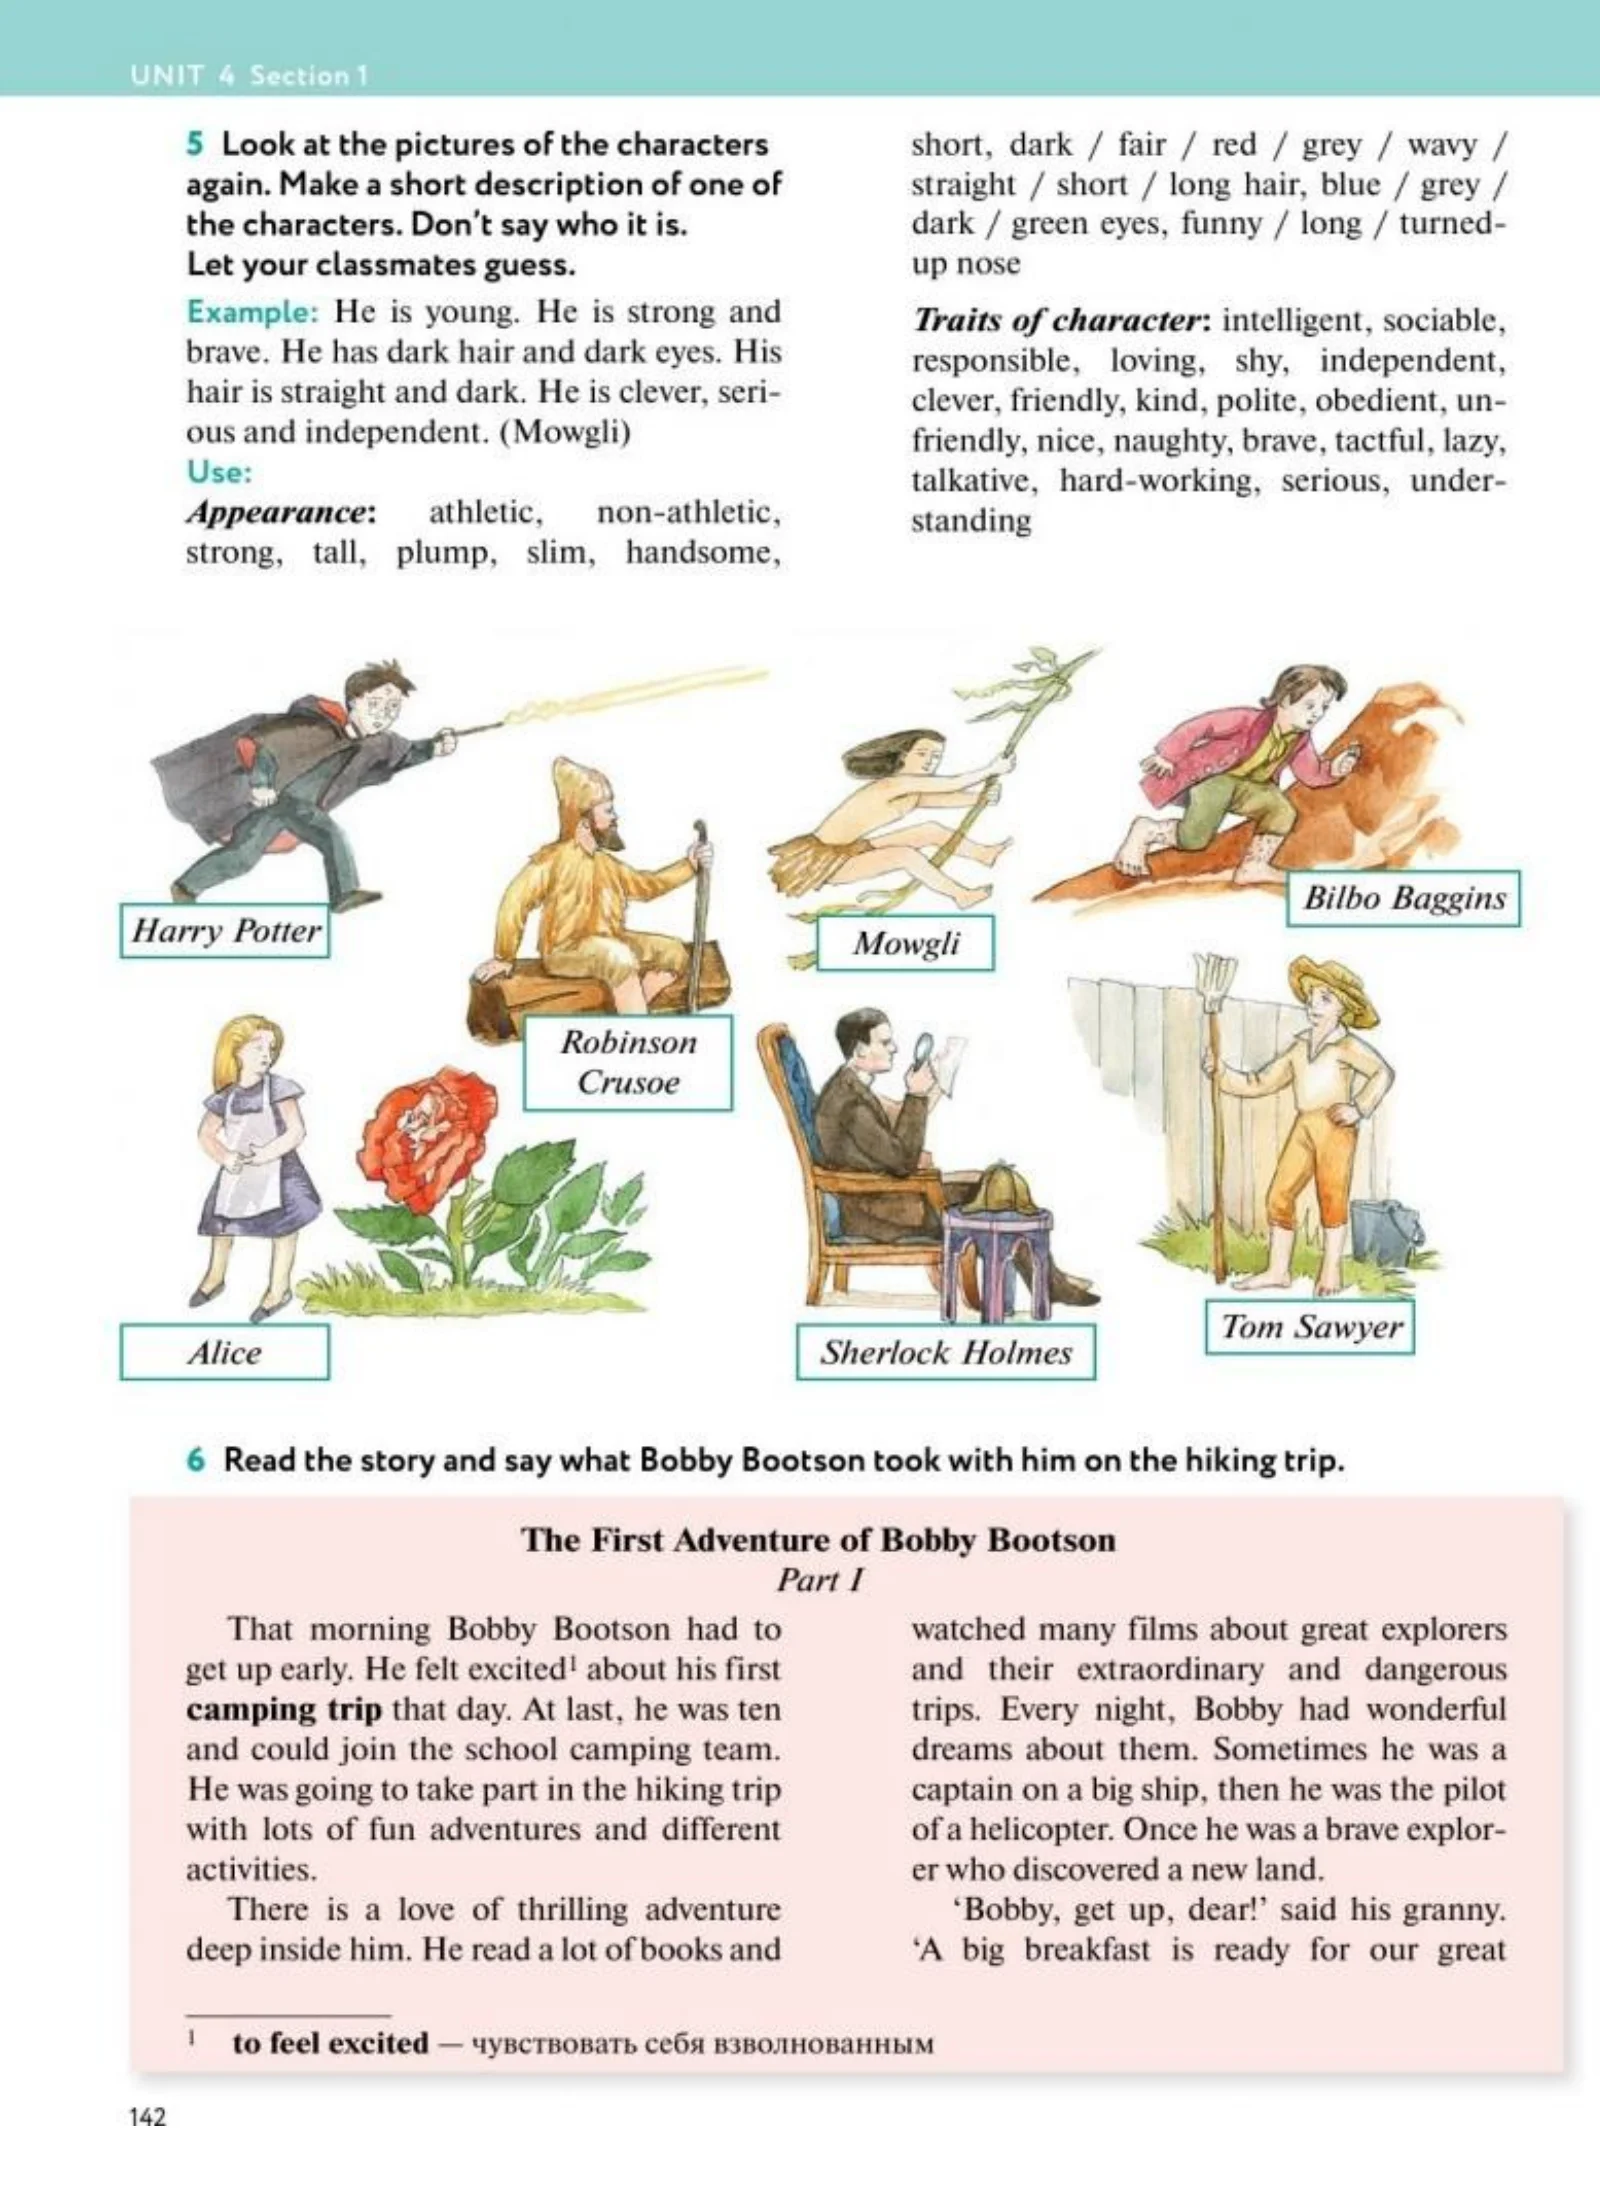 UNIT 4 Section 1
5 Look at the pictures of the characters
again. Make a short description of one of
the characters. Don't say who it is.
Let your classmates guess.
Example: He is young. He is strong and
brave. He has dark hair and dark eyes. His
hair is straight and dark. He is clever, seri-
ous and independent. (Mowgli)
Use:
Appearance: athletic, non-athletic,
strong, tall, plump, slim, handsome,
short, dark / fair / red / grey / wavy /
straight / short / long hair, blue / grey /
dark / green eyes, funny / long / turned-
up nose
Traits of character: intelligent, sociable,
responsible, loving, shy, independent,
clever, friendly, kind, polite, obedient, un-
friendly, nice, naughty, brave, tactful, lazy,
talkative, hard-working, serious, under-
standing
Harry Potter
Robinson
Crusoe
Mowgli
Bilbo Baggins
Alice
Sherlock Holmes
Tom Sawyer
6 Read the story and say what Bobby Bootson took with him on the hiking trip.
The First Adventure of Bobby Bootson
Part I
That morning Bobby Bootson had to
get up early. He felt excited¹ about his first
camping trip that day. At last, he was ten
and could join the school camping team.
He was going to take part in the hiking trip
with lots of fun adventures and different
activities.
There is a love of thrilling adventure
deep inside him. He read a lot of books and
watched many films about great explorers
and their extraordinary and dangerous
trips. Every night, Bobby had wonderful
dreams about them. Sometimes he was a
captain on a big ship, then he was the pilot
of a helicopter. Once he was a brave explor-
er who discovered a new land.
'Bobby, get up, dear!' said his granny.
'A big breakfast is ready for our great
¹ to feel excited — чувствовать себя взволнованным
142